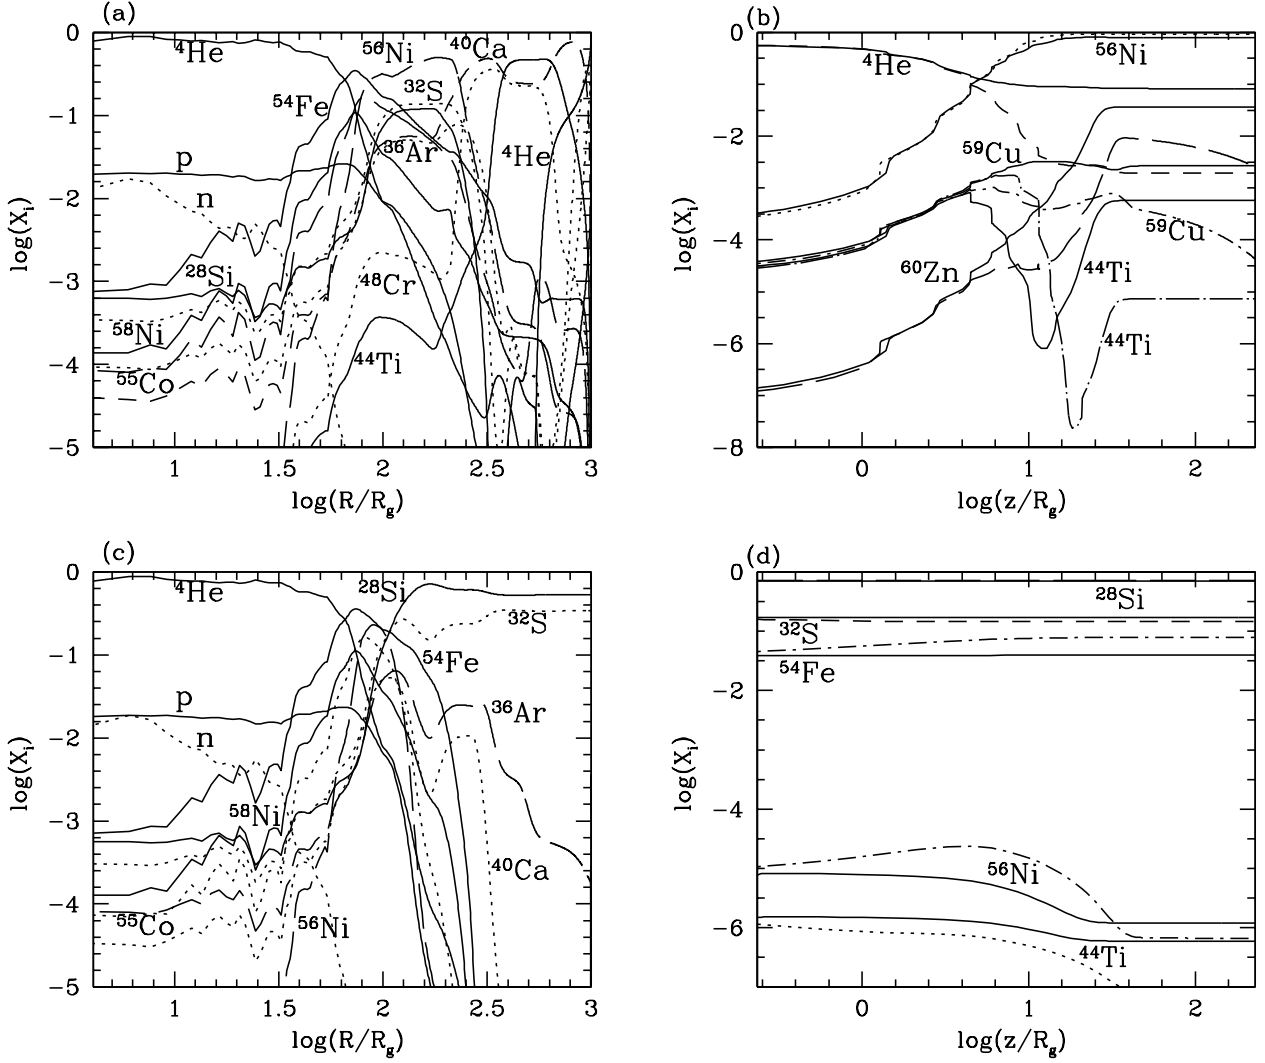 (a)
0
−1
−2
−3
−4
−5
log(Xᵢ)
⁴He
⁵⁶Ni
⁴⁰Ca
⁵⁴Fe
³²S
³⁶Ar
⁴He
p
n
²⁸Si
⁴⁸Cr
⁵⁸Ni
⁴⁴Ti
⁵⁵Co
1 1.5 2 2.5 3
log(R/R_g)
(b)
0
−2
−4
−6
−8
log(Xᵢ)
⁵⁶Ni
⁴He
⁵⁹Cu
⁵⁹Cu
⁶⁰Zn
⁴⁴Ti
⁴⁴Ti
0 1 2
log(z/R_g)
(c)
0
−1
−2
−3
−4
−5
log(Xᵢ)
⁴He
²⁸Si
³²S
⁵⁴Fe
p
n
³⁶Ar
⁵⁸Ni
⁴⁰Ca
⁵⁵Co
⁵⁶Ni
1 1.5 2 2.5 3
log(R/R_g)
(d)
0
−2
−4
−6
log(Xᵢ)
²⁸Si
³²S
⁵⁴Fe
⁵⁶Ni
⁴⁴Ti
0 1 2
log(z/R_g)